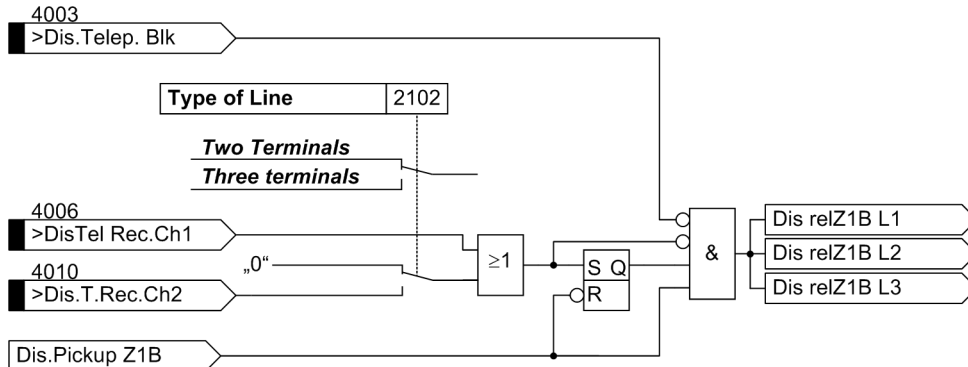 4003
>Dis.Telep. Blk
Type of Line 2102
Two Terminals
Three terminals
4006
>DisTel Rec.Ch1
„0“
4010
>Dis.T.Rec.Ch2
≥1
S Q
R
&
Dis relZ1B L1
Dis relZ1B L2
Dis relZ1B L3
Dis.Pickup Z1B